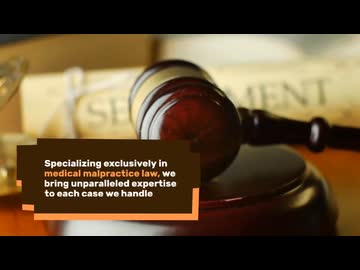 Specializing exclusively in
medical malpractice law, we
bring unparalleled expertise
to each case we handle